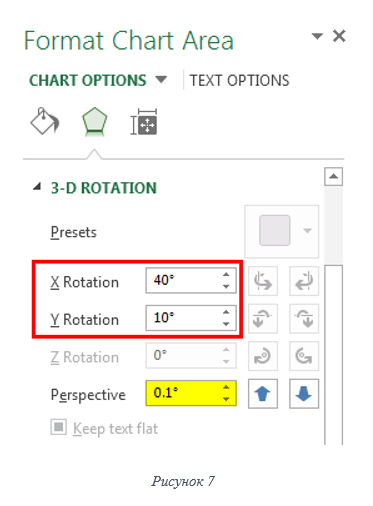 Format Chart Area
CHART OPTIONS TEXT OPTIONS
3-D ROTATION
Presets
X Rotation 40°
Y Rotation 10°
Z Rotation 0°
Perspective 0.1°
Keep text flat
Рисунок 7